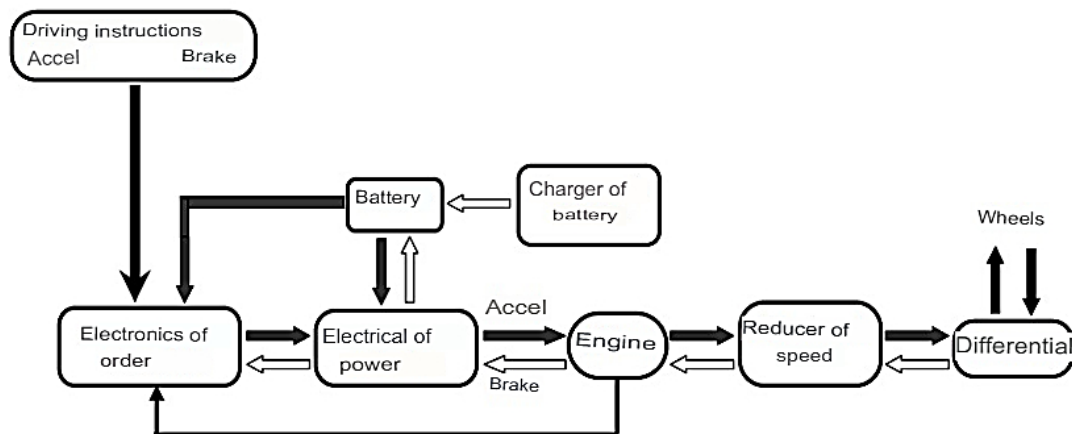 Driving instructions
Accel Brake
Battery
Charger of
battery
Wheels
Electronics of
order
Electrical of
power
Accel
Brake
Engine
Reducer of
speed
Differential